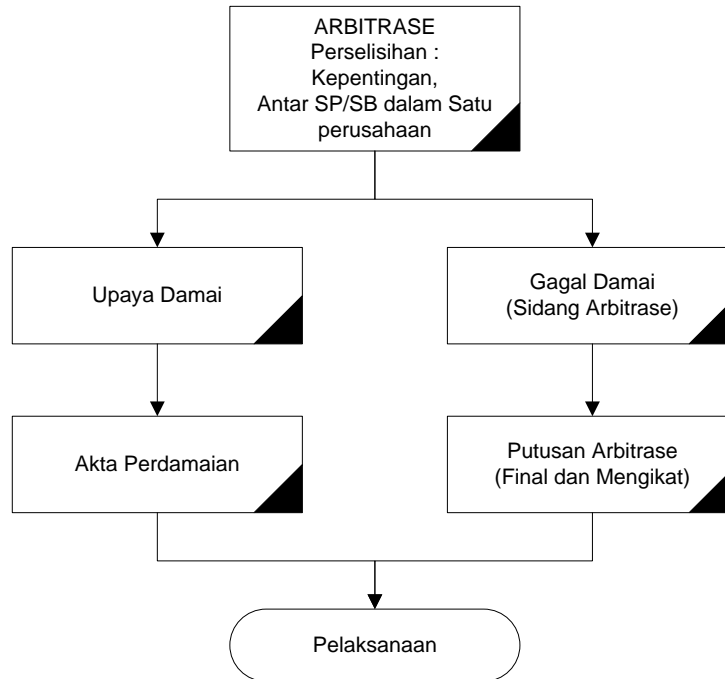 ARBITRASE
Perselisihan :
Kepentingan,
Antar SP/SB dalam Satu
perusahaan
Upaya Damai
Gagal Damai
(Sidang Arbitrase)
Akta Perdamaian
Putusan Arbitrase
(Final dan Mengikat)
Pelaksanaan